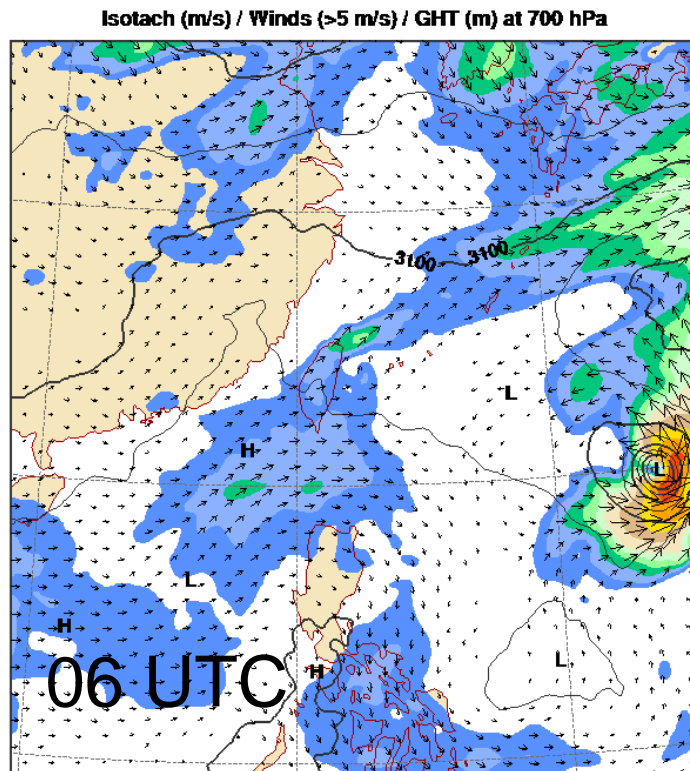 Isotach (m/s) / Winds (>5 m/s) / GHT (m) at 700 hPa
3100 3100
L
H
L
L
H
L
H
06 UTC